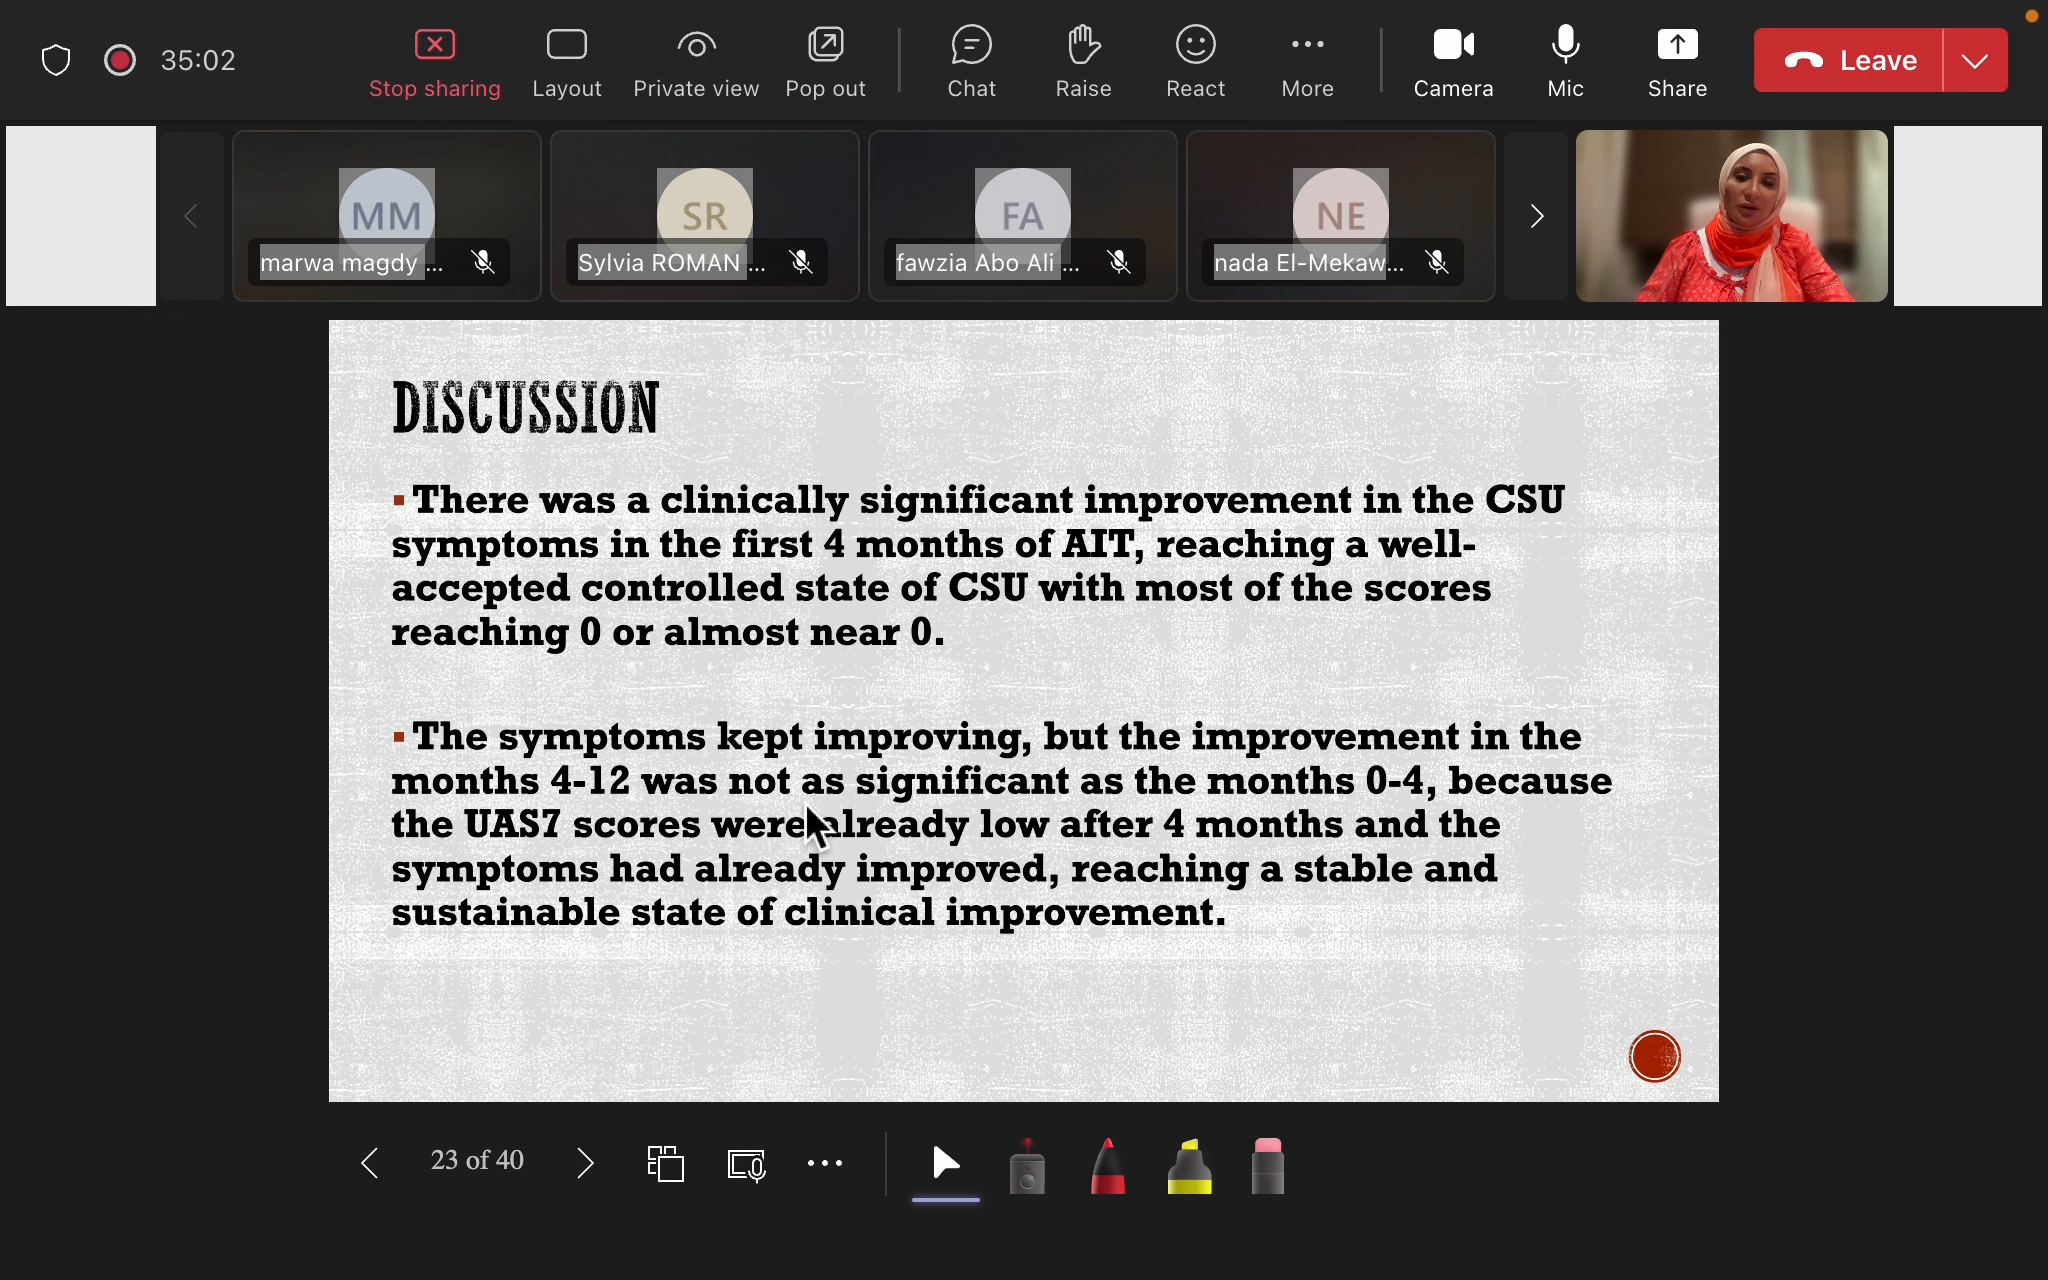 35:02
Stop sharing
Layout
Private view
Pop out
Chat
Raise
React
More
Camera
Mic
Share
Leave
MM
SR
FA
NE
marwa magdy ...
Sylvia ROMAN ...
fawzia Abo Ali ...
nada El-Mekaw...
DISCUSSION
▪ There was a clinically significant improvement in the CSU
symptoms in the first 4 months of AIT, reaching a well-
accepted controlled state of CSU with most of the scores
reaching 0 or almost near 0.
▪ The symptoms kept improving, but the improvement in the
months 4-12 was not as significant as the months 0-4, because
the UAS7 scores were already low after 4 months and the
symptoms had already improved, reaching a stable and
sustainable state of clinical improvement.
23 of 40